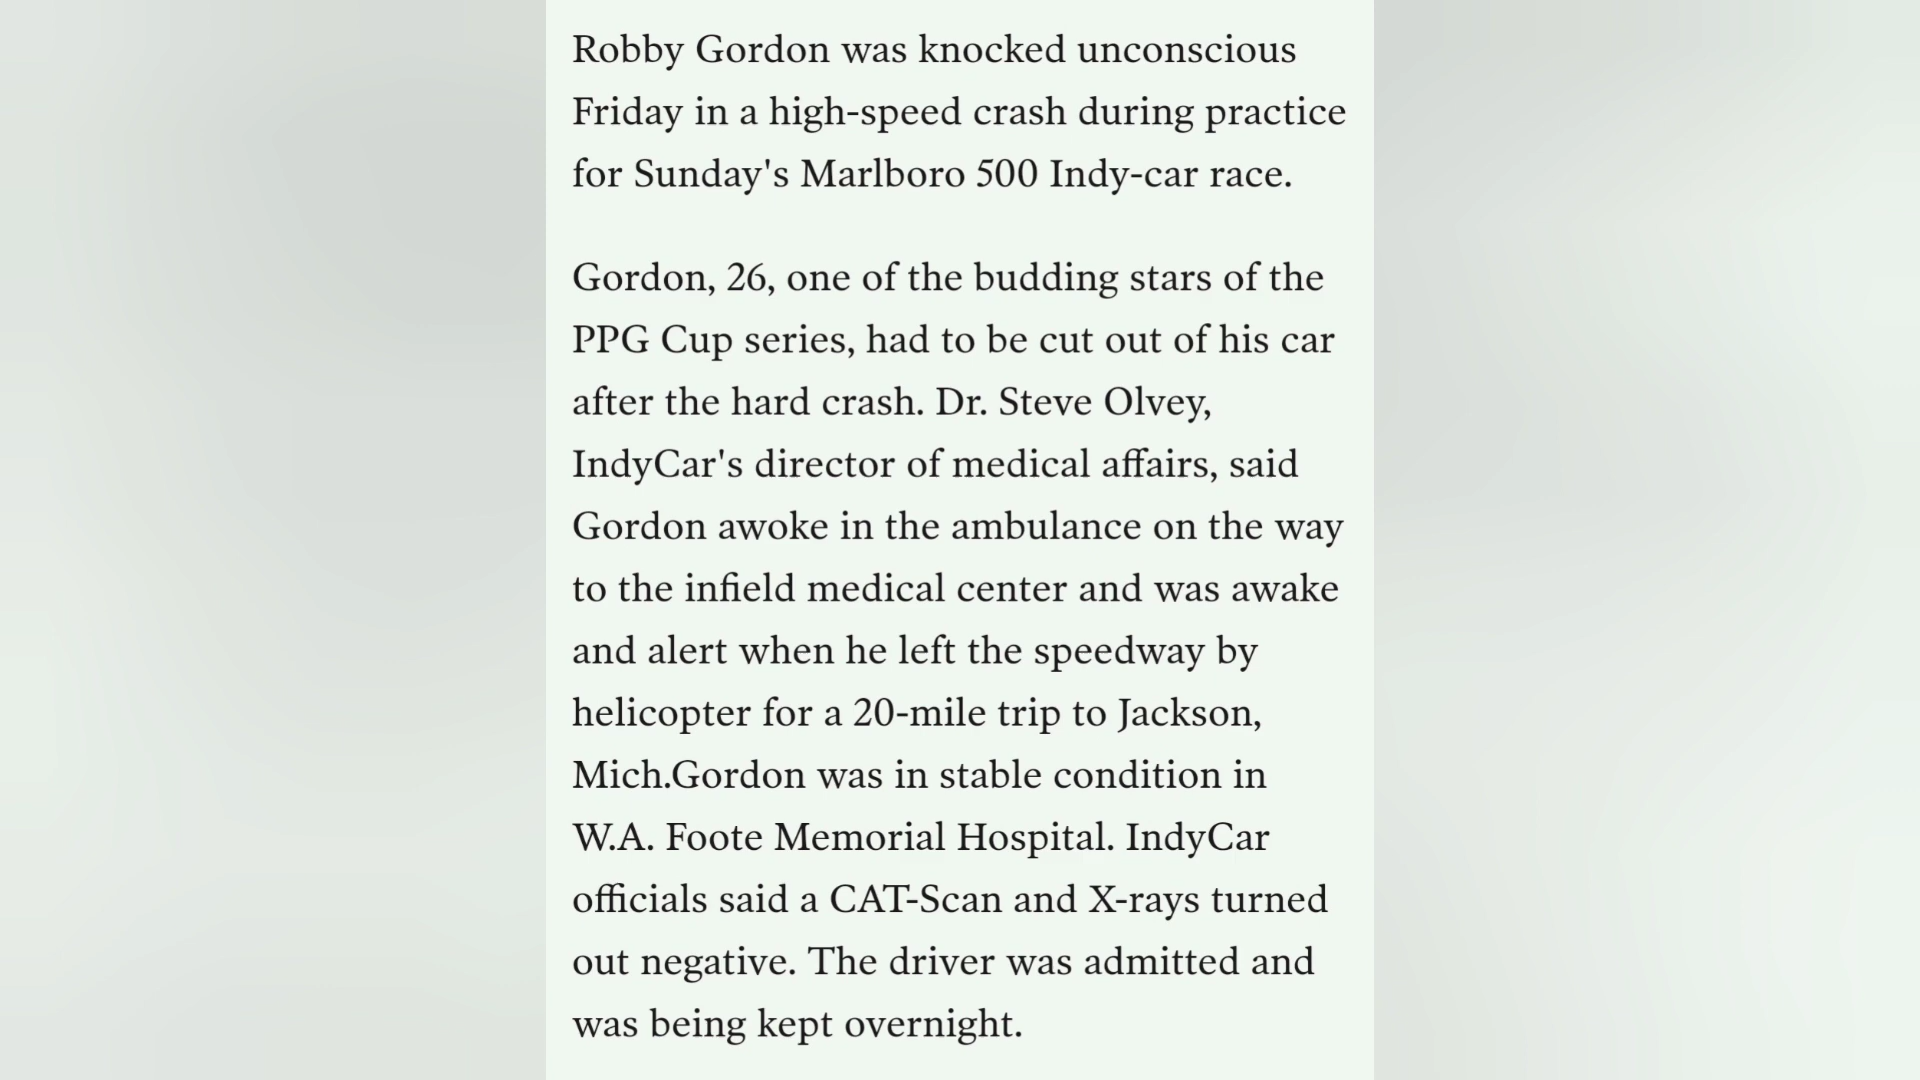 Robby Gordon was knocked unconscious
Friday in a high-speed crash during practice
for Sunday's Marlboro 500 Indy-car race.
Gordon, 26, one of the budding stars of the
PPG Cup series, had to be cut out of his car
after the hard crash. Dr. Steve Olvey,
IndyCar's director of medical affairs, said
Gordon awoke in the ambulance on the way
to the infield medical center and was awake
and alert when he left the speedway by
helicopter for a 20-mile trip to Jackson,
Mich.Gordon was in stable condition in
W.A. Foote Memorial Hospital. IndyCar
officials said a CAT-Scan and X-rays turned
out negative. The driver was admitted and
was being kept overnight.